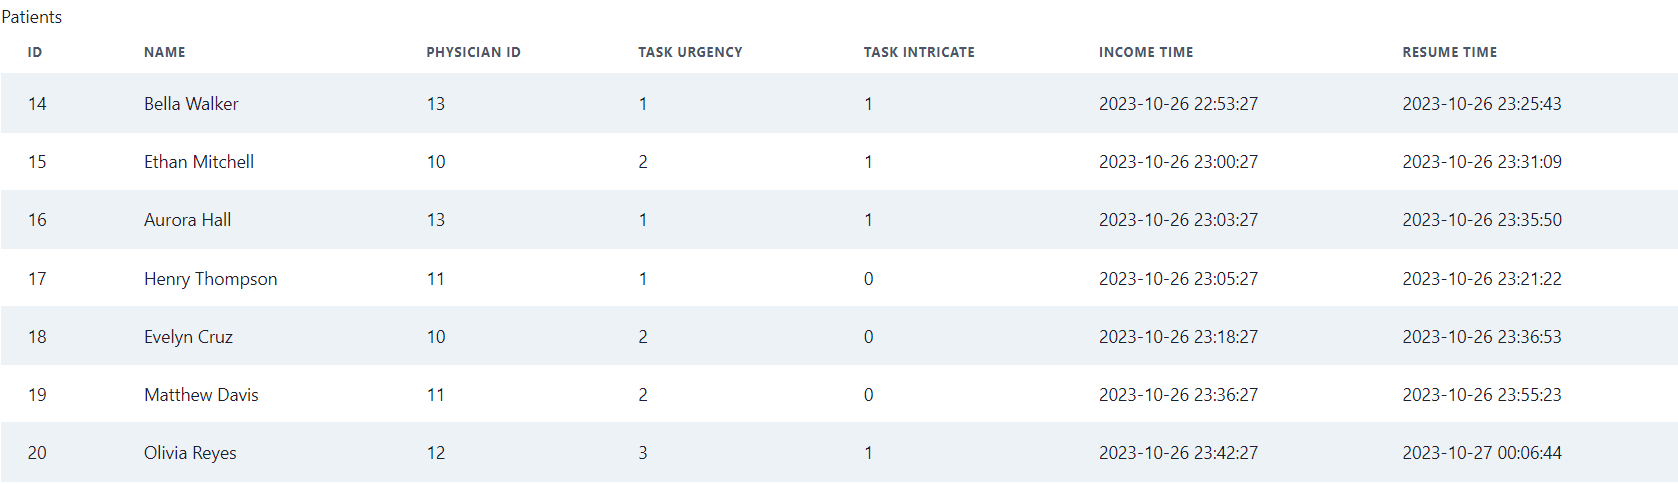 Patients
ID NAME PHYSICIAN ID TASK URGENCY TASK INTRICATE INCOME TIME RESUME TIME
14 Bella Walker 13 1 1 2023-10-26 22:53:27 2023-10-26 23:25:43
15 Ethan Mitchell 10 2 1 2023-10-26 23:00:27 2023-10-26 23:31:09
16 Aurora Hall 13 1 1 2023-10-26 23:03:27 2023-10-26 23:35:50
17 Henry Thompson 11 1 0 2023-10-26 23:05:27 2023-10-26 23:21:22
18 Evelyn Cruz 10 2 0 2023-10-26 23:18:27 2023-10-26 23:36:53
19 Matthew Davis 11 2 0 2023-10-26 23:36:27 2023-10-26 23:55:23
20 Olivia Reyes 12 3 1 2023-10-26 23:42:27 2023-10-27 00:06:44